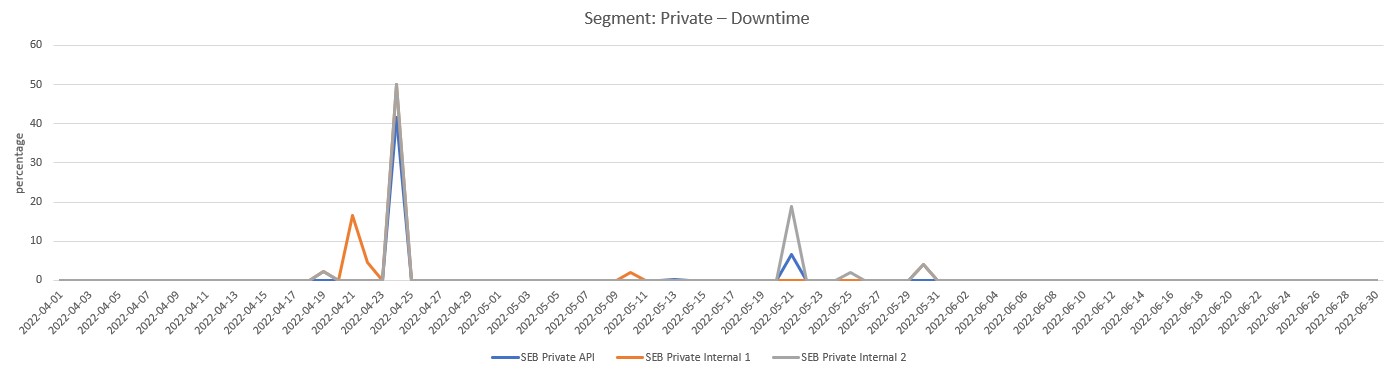 Segment: Private – Downtime
60
50
40
30
20
10
0
percentage
2022-04-01 2022-04-03 2022-04-05 2022-04-07 2022-04-09 2022-04-11 2022-04-13 2022-04-15 2022-04-17 2022-04-19 2022-04-21 2022-04-23 2022-04-25 2022-04-27 2022-04-29 2022-05-01 2022-05-03 2022-05-05 2022-05-07 2022-05-09 2022-05-11 2022-05-13 2022-05-15 2022-05-17 2022-05-19 2022-05-21 2022-05-23 2022-05-25 2022-05-27 2022-05-29 2022-05-31 2022-06-02 2022-06-04 2022-06-06 2022-06-08 2022-06-10 2022-06-12 2022-06-14 2022-06-16 2022-06-18 2022-06-20 2022-06-22 2022-06-24 2022-06-26 2022-06-28 2022-06-30
SEB Private API SEB Private Internal 1 SEB Private Internal 2